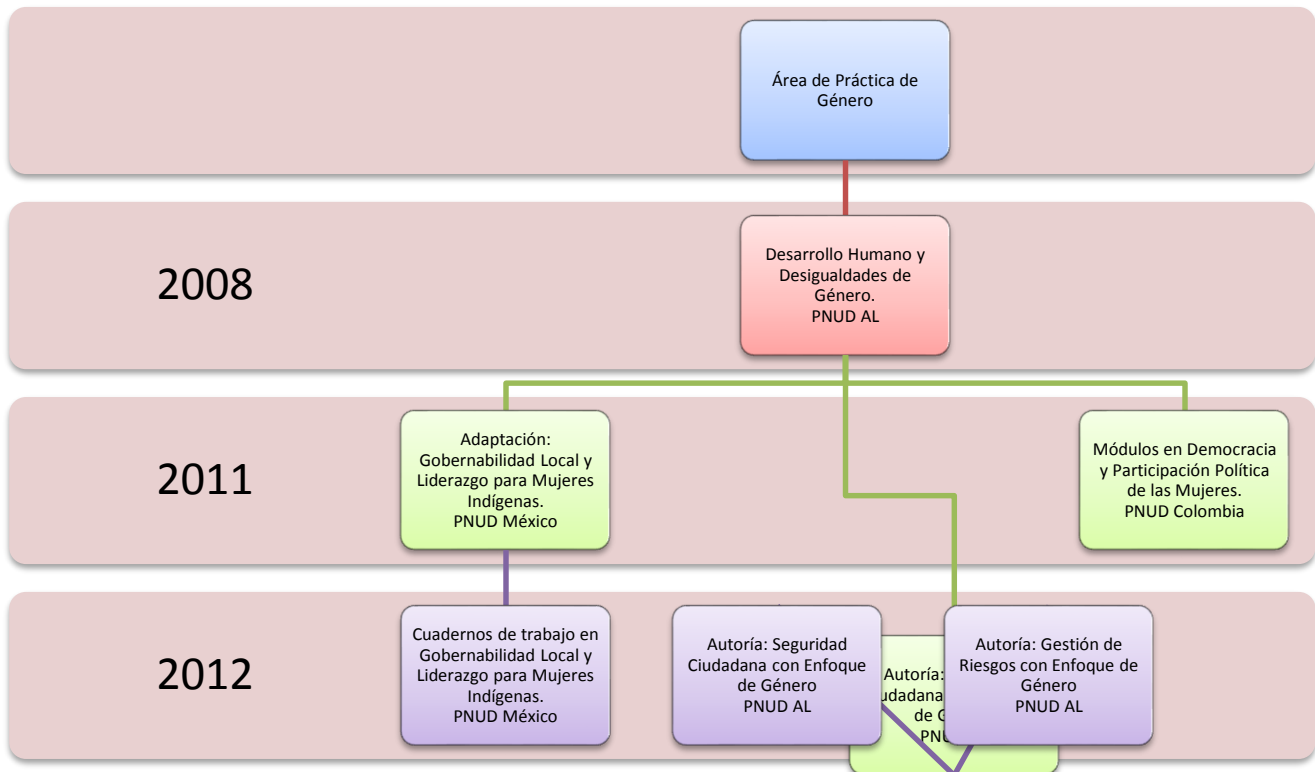 Área de Práctica de
Género
2008
Desarrollo Humano y
Desigualdades de
Género.
PNUD AL
2011
Adaptación:
Gobernabilidad Local y
Liderazgo para Mujeres
Indígenas.
PNUD México
Módulos en Democracia
y Participación Política
de las Mujeres.
PNUD Colombia
2012
Cuadernos de trabajo en
Gobernabilidad Local y
Liderazgo para Mujeres
Indígenas.
PNUD México
Autoría: Seguridad
Ciudadana con Enfoque
de Género
PNUD AL
Autoría:
de
Autoría: Gestión de
Riesgos con Enfoque de
Género
PNUD AL